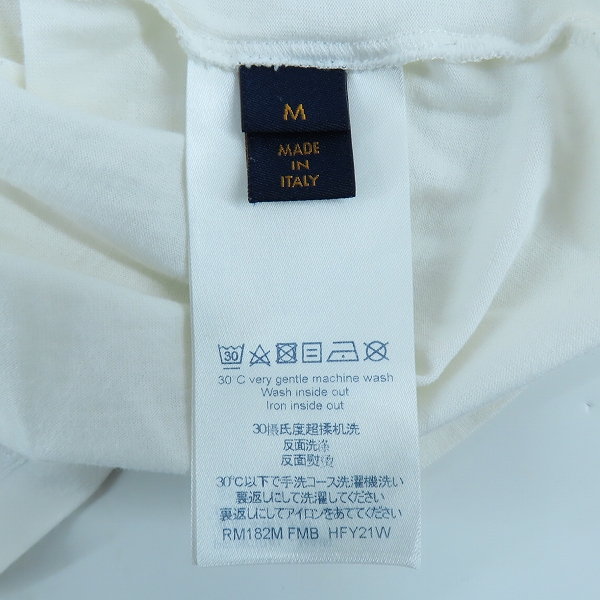 M
MADE
IN
ITALY
30
30°C very gentle machine wash
Wash inside out
Iron inside out
30摄氏度超揉机洗
反面洗涤
反面熨烫
30℃以下で手洗コース洗濯機洗い
裏返しにして洗濯してください
裏返しにしてアイロンをあててください
RM182M FMB HFY21W